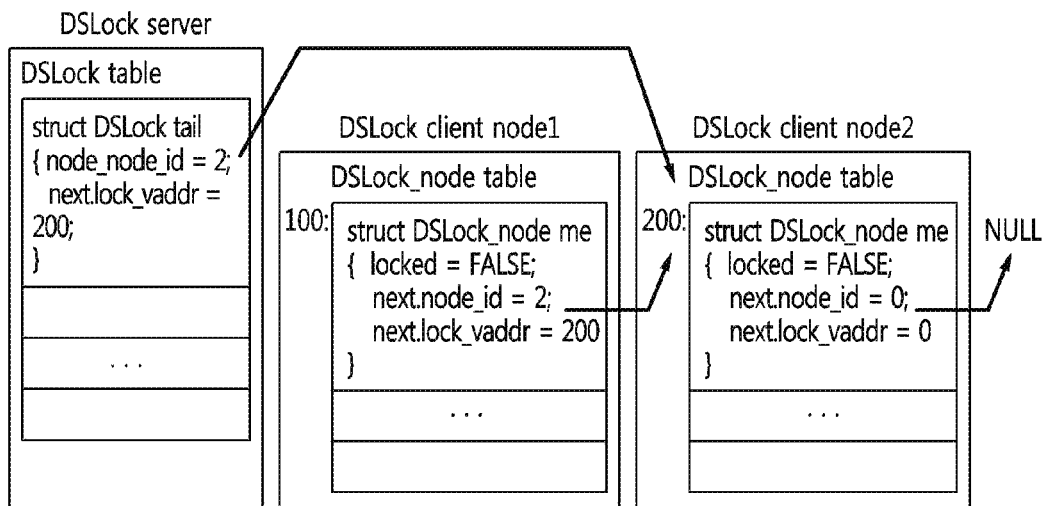 DSLock server
DSLock table
struct DSLock tail
{ node_node_id = 2;
next.lock_vaddr =
200;
}
. . .
DSLock client node1
DSLock_node table
100:
struct DSLock_node me
{ locked = FALSE;
next.node_id = 2;
next.lock_vaddr = 200
}
. . .
DSLock client node2
DSLock_node table
200:
struct DSLock_node me
{ locked = FALSE;
next.node_id = 0;
next.lock_vaddr = 0
}
. . .
NULL